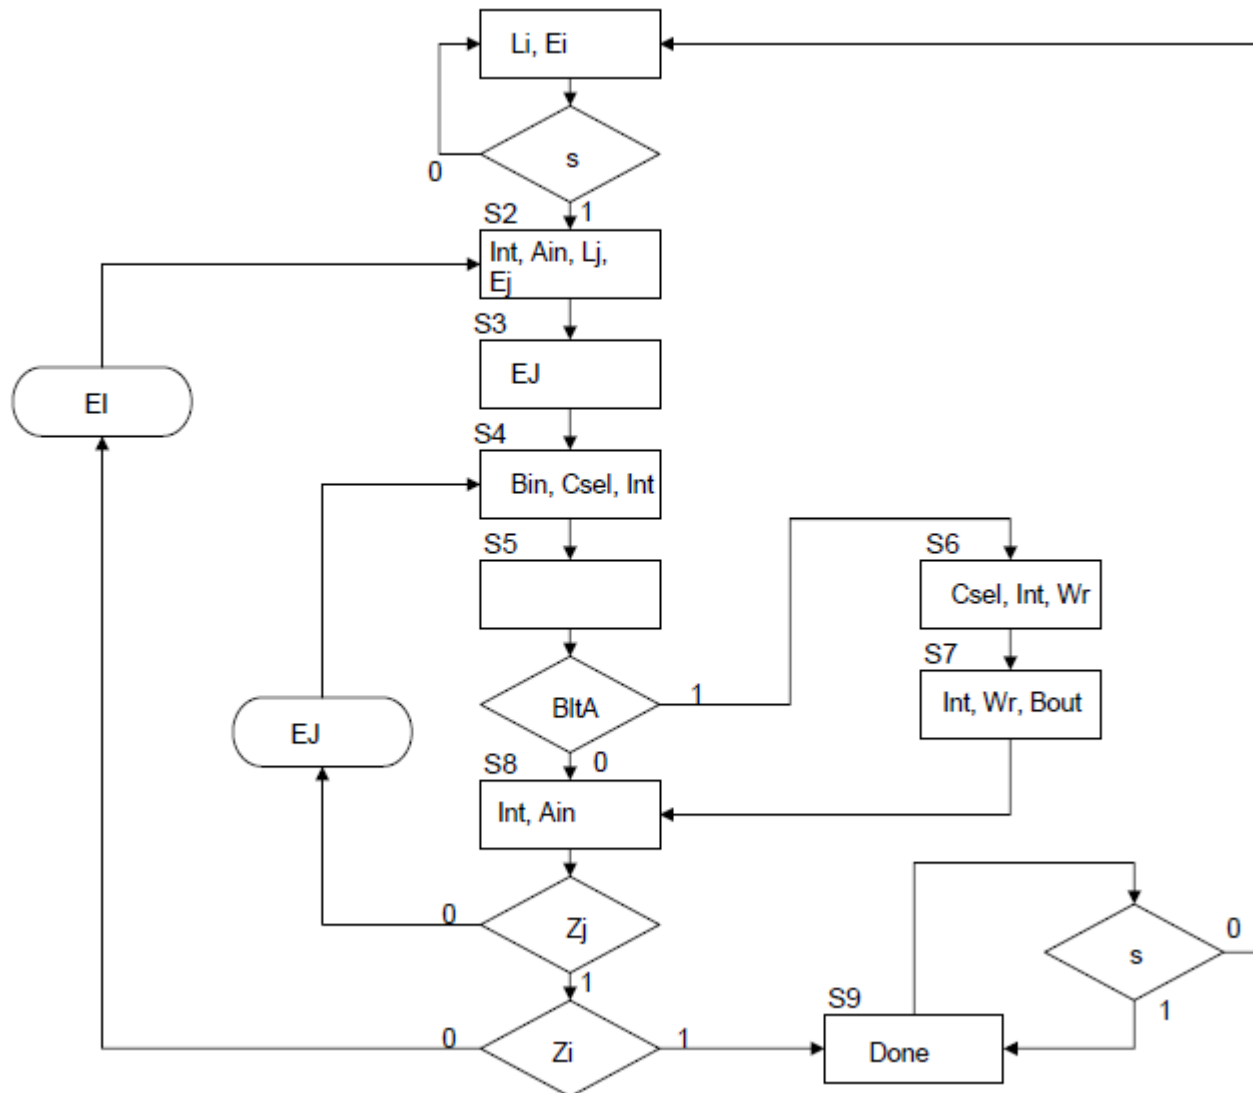 Li, Ei
s
0
1
S2
Int, Ain, Lj,
Ej
S3
EJ
EI
S4
Bin, Csel, Int
S5
S6
Csel, Int, Wr
S7
Int, Wr, Bout
BltA
1
0
EJ
S8
Int, Ain
Zj
0
1
Zi
0
1
S9
Done
s
0
1